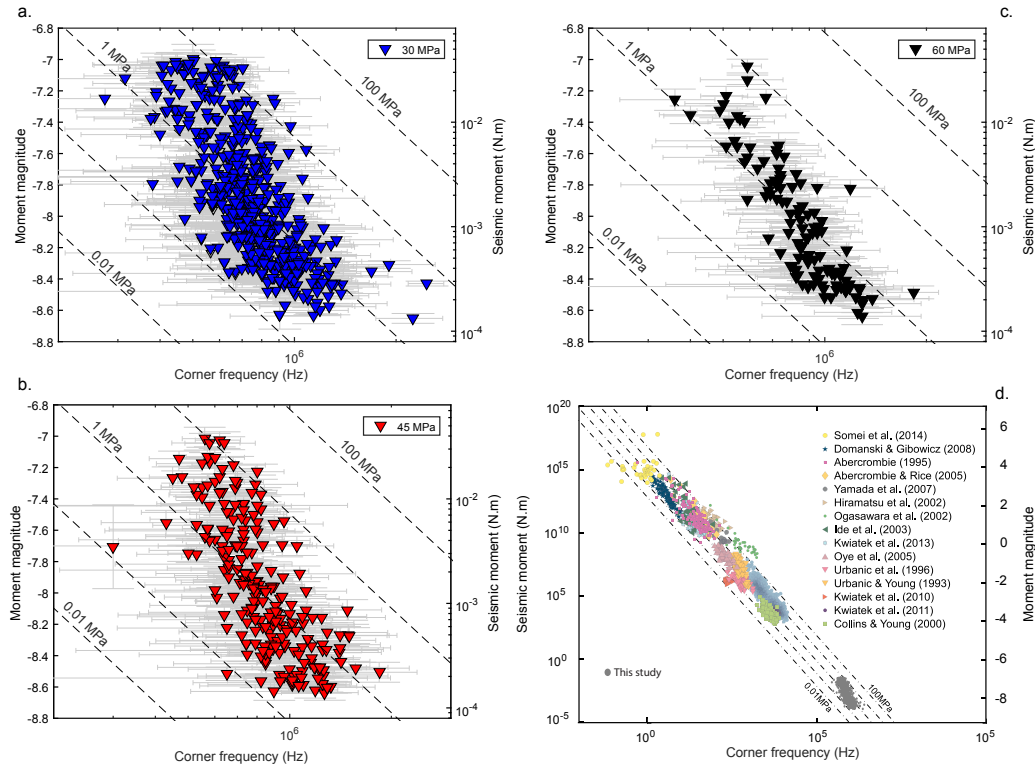 a.
-6.8
-7
-7.2
-7.4
-7.6
-7.8
-8
-8.2
-8.4
-8.6
-8.8
Moment magnitude
1 MPa
100 MPa
0.01 MPa
30 MPa
10⁻²
10⁻³
10⁻⁴
Seismic moment (N.m)
10⁶
Corner frequency (Hz)
c.
-6.8
-7
-7.2
-7.4
-7.6
-7.8
-8
-8.2
-8.4
-8.6
-8.8
Moment magnitude
1 MPa
100 MPa
0.01 MPa
60 MPa
10⁻²
10⁻³
10⁻⁴
Seismic moment (N.m)
10⁶
Corner frequency (Hz)
b.
-6.8
-7
-7.2
-7.4
-7.6
-7.8
-8
-8.2
-8.4
-8.6
-8.8
Moment magnitude
1 MPa
100 MPa
0.01 MPa
45 MPa
10⁻²
10⁻³
10⁻⁴
Seismic moment (N.m)
10⁶
Corner frequency (Hz)
d.
10²⁰
10¹⁵
10¹⁰
10⁵
10⁰
10⁻⁵
Seismic moment (N.m)
Somei et al. (2014)
Domanski & Gibowicz (2008)
Abercrombie (1995)
Abercrombie & Rice (2005)
Yamada et al. (2007)
Hiramatsu et al. (2002)
Ogasawara et al. (2002)
Ide et al. (2003)
Kwiatek et al. (2013)
Oye et al. (2005)
Urbanic et al. (1996)
Urbanic & Young (1993)
Kwiatek et al. (2010)
Kwiatek et al. (2011)
Collins & Young (2000)
This study
0.01MPa
100MPa
6
4
2
0
-2
-4
-6
-8
Moment magnitude
10⁰
10⁵
10⁵
Corner frequency (Hz)